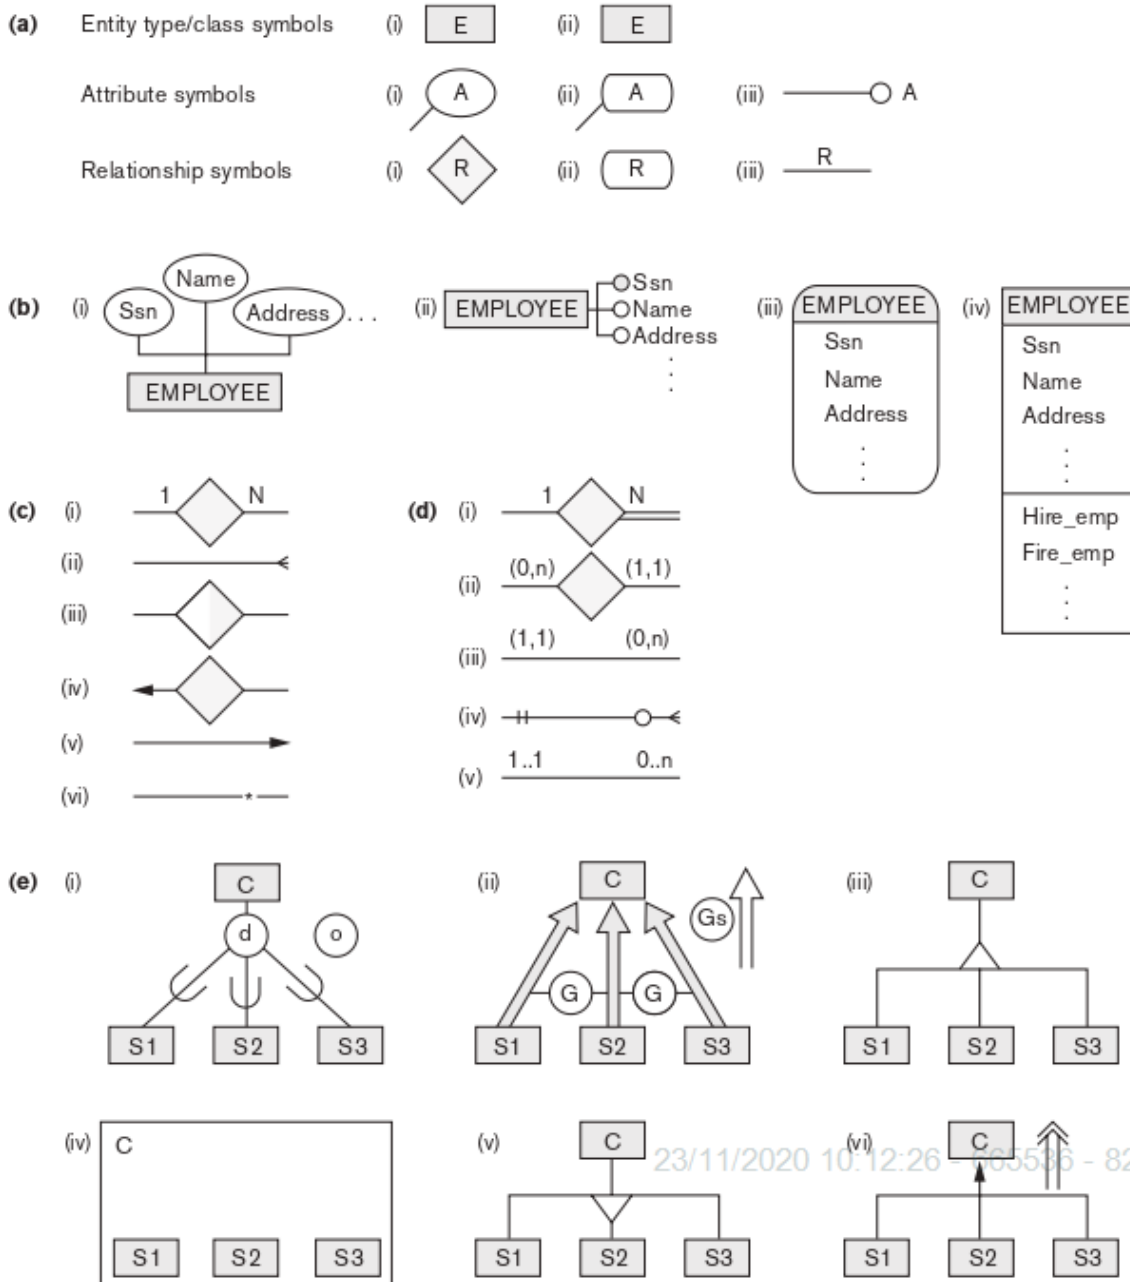 (a) Entity type/class symbols (i) E (ii) E
Attribute symbols (i) A (ii) A (iii) A
Relationship symbols (i) R (ii) R (iii) R
(b) (i) Ssn Name Address . . .
EMPLOYEE
(ii) EMPLOYEE Ssn
Name
Address
.
.
.
(iii) EMPLOYEE
Ssn
Name
Address
.
.
.
(iv) EMPLOYEE
Ssn
Name
Address
.
.
.
Hire_emp
Fire_emp
.
.
.
(c) (i) 1 N
(ii)
(iii)
(iv)
(v)
(vi) *
(d) (i) 1 N
(ii) (0,n) (1,1)
(iii) (1,1) (0,n)
(iv)
(v) 1..1 0..n
(e) (i) C
d o
S1 S2 S3
(ii) C
Gs
G G
S1 S2 S3
(iii) C
S1 S2 S3
(iv) C
S1 S2 S3
(v) C
S1 S2 S3
(vi) C
S1 S2 S3
23/11/2020 10:12:26 - 665536 - 82